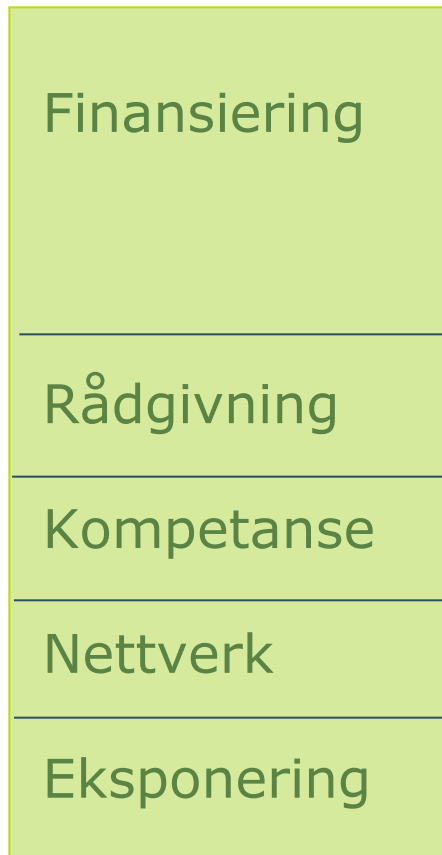 Finansiering
Rådgivning
Kompetanse
Nettverk
Eksponering